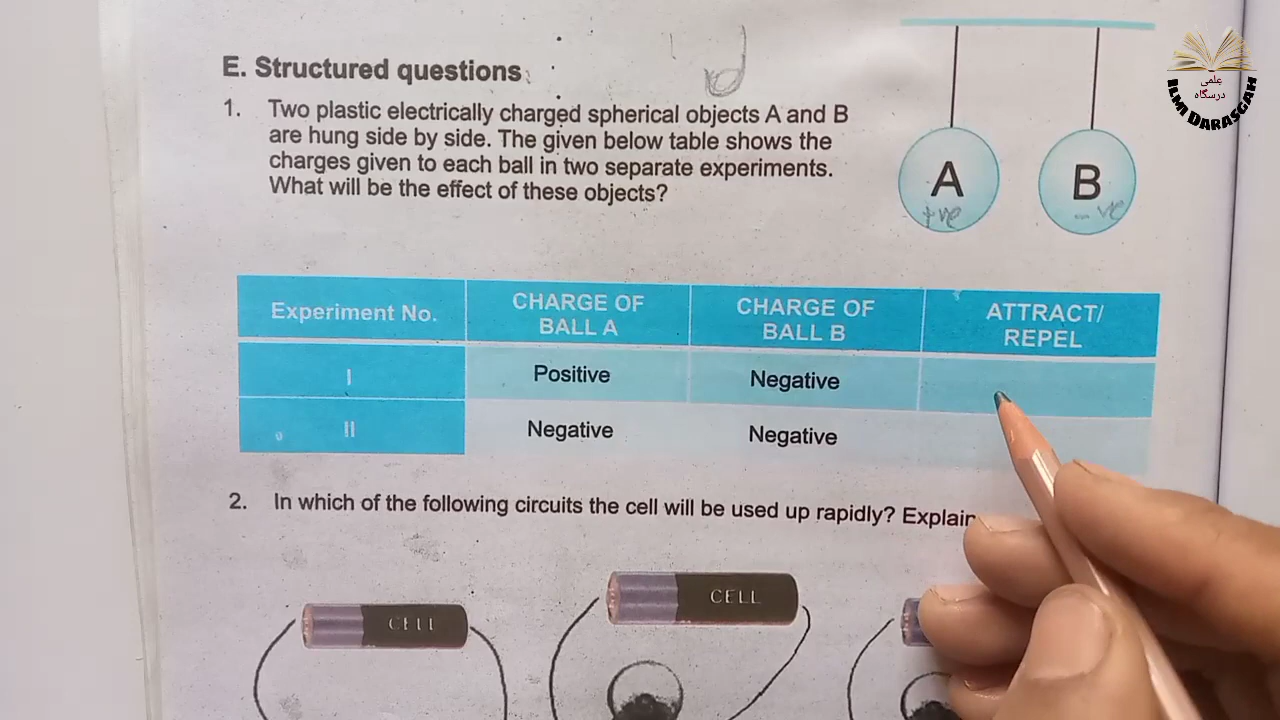 E. Structured questions
1. Two plastic electrically charged spherical objects A and B
are hung side by side. The given below table shows the
charges given to each ball in two separate experiments.
What will be the effect of these objects?
A
+ve
B
-ve
علمی
درسگاہ
ILMI DARASGAH
Experiment No. CHARGE OF BALL A CHARGE OF BALL B ATTRACT/ REPEL
I Positive Negative
II Negative Negative
2. In which of the following circuits the cell will be used up rapidly? Explain
CELL
CELL